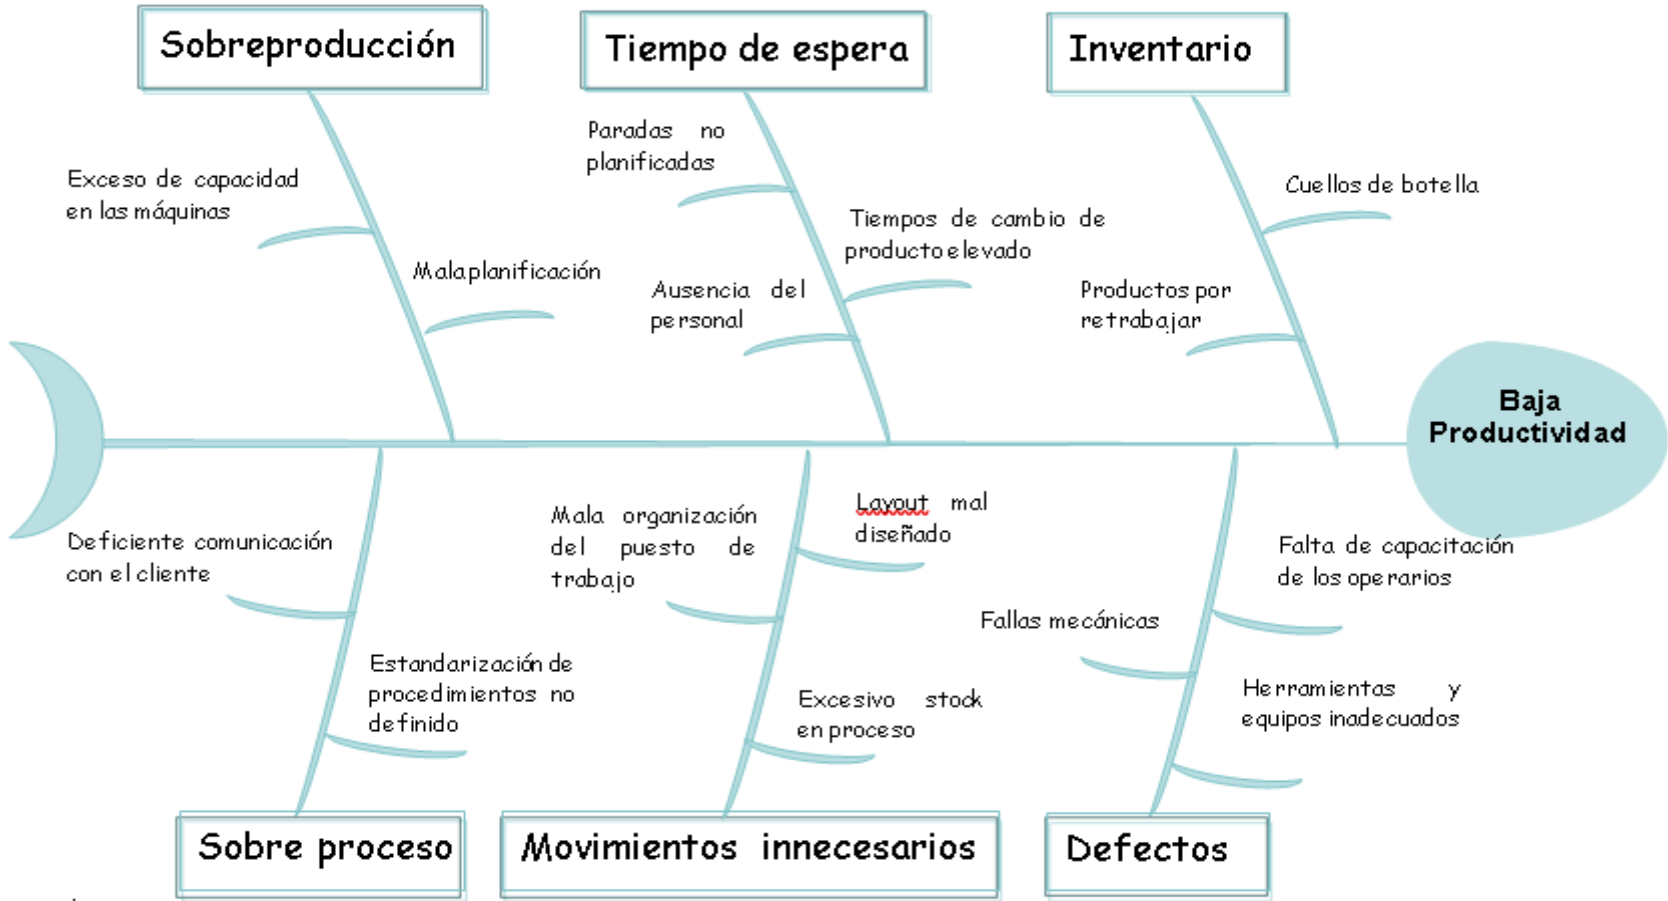 Sobreproducción
Tiempo de espera
Inventario
Exceso de capacidad
en las máquinas
Mala planificación
Paradas no
planificadas
Tiempos de cambio de
producto elevado
Ausencia del
personal
Cuellos de botella
Productos por
retrabajar
Baja
Productividad
Deficiente comunicación
con el cliente
Estandarización de
procedimientos no
definido
Mala organización
del puesto de
trabajo
Layout mal
diseñado
Excesivo stock
en proceso
Fallas mecánicas
Falta de capacitación
de los operarios
Herramientas y
equipos inadecuados
Sobre proceso
Movimientos innecesarios
Defectos